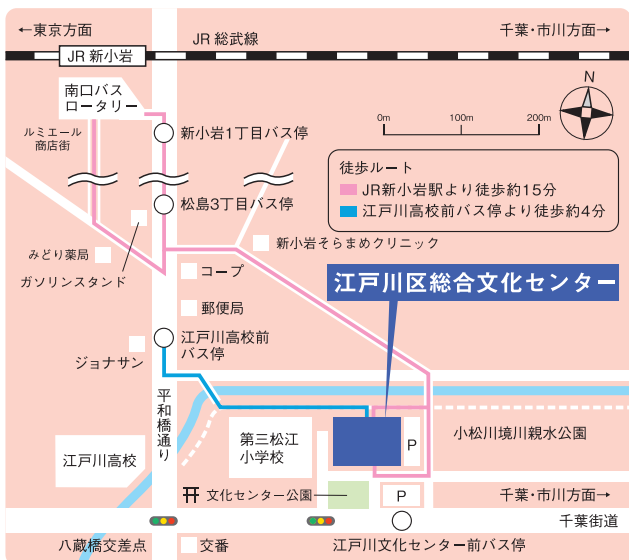 ←東京方面
JR 総武線
千葉・市川方面→
JR 新小岩
南口バス
ロータリー
N
0m
100m
200m
ルミエール
商店街
新小岩1丁目バス停
徒歩ルート
JR新小岩駅より徒歩約15分
江戸川高校前バス停より徒歩約4分
松島3丁目バス停
新小岩そらまめクリニック
みどり薬局
ガソリンスタンド
コープ
江戸川区総合文化センター
郵便局
江戸川高校前
バス停
ジョナサン
平和橋通り
第三松江
小学校
P
小松川境川親水公園
江戸川高校
文化センター公園
P
千葉・市川方面→
千葉街道
八蔵橋交差点
交番
江戸川文化センター前バス停